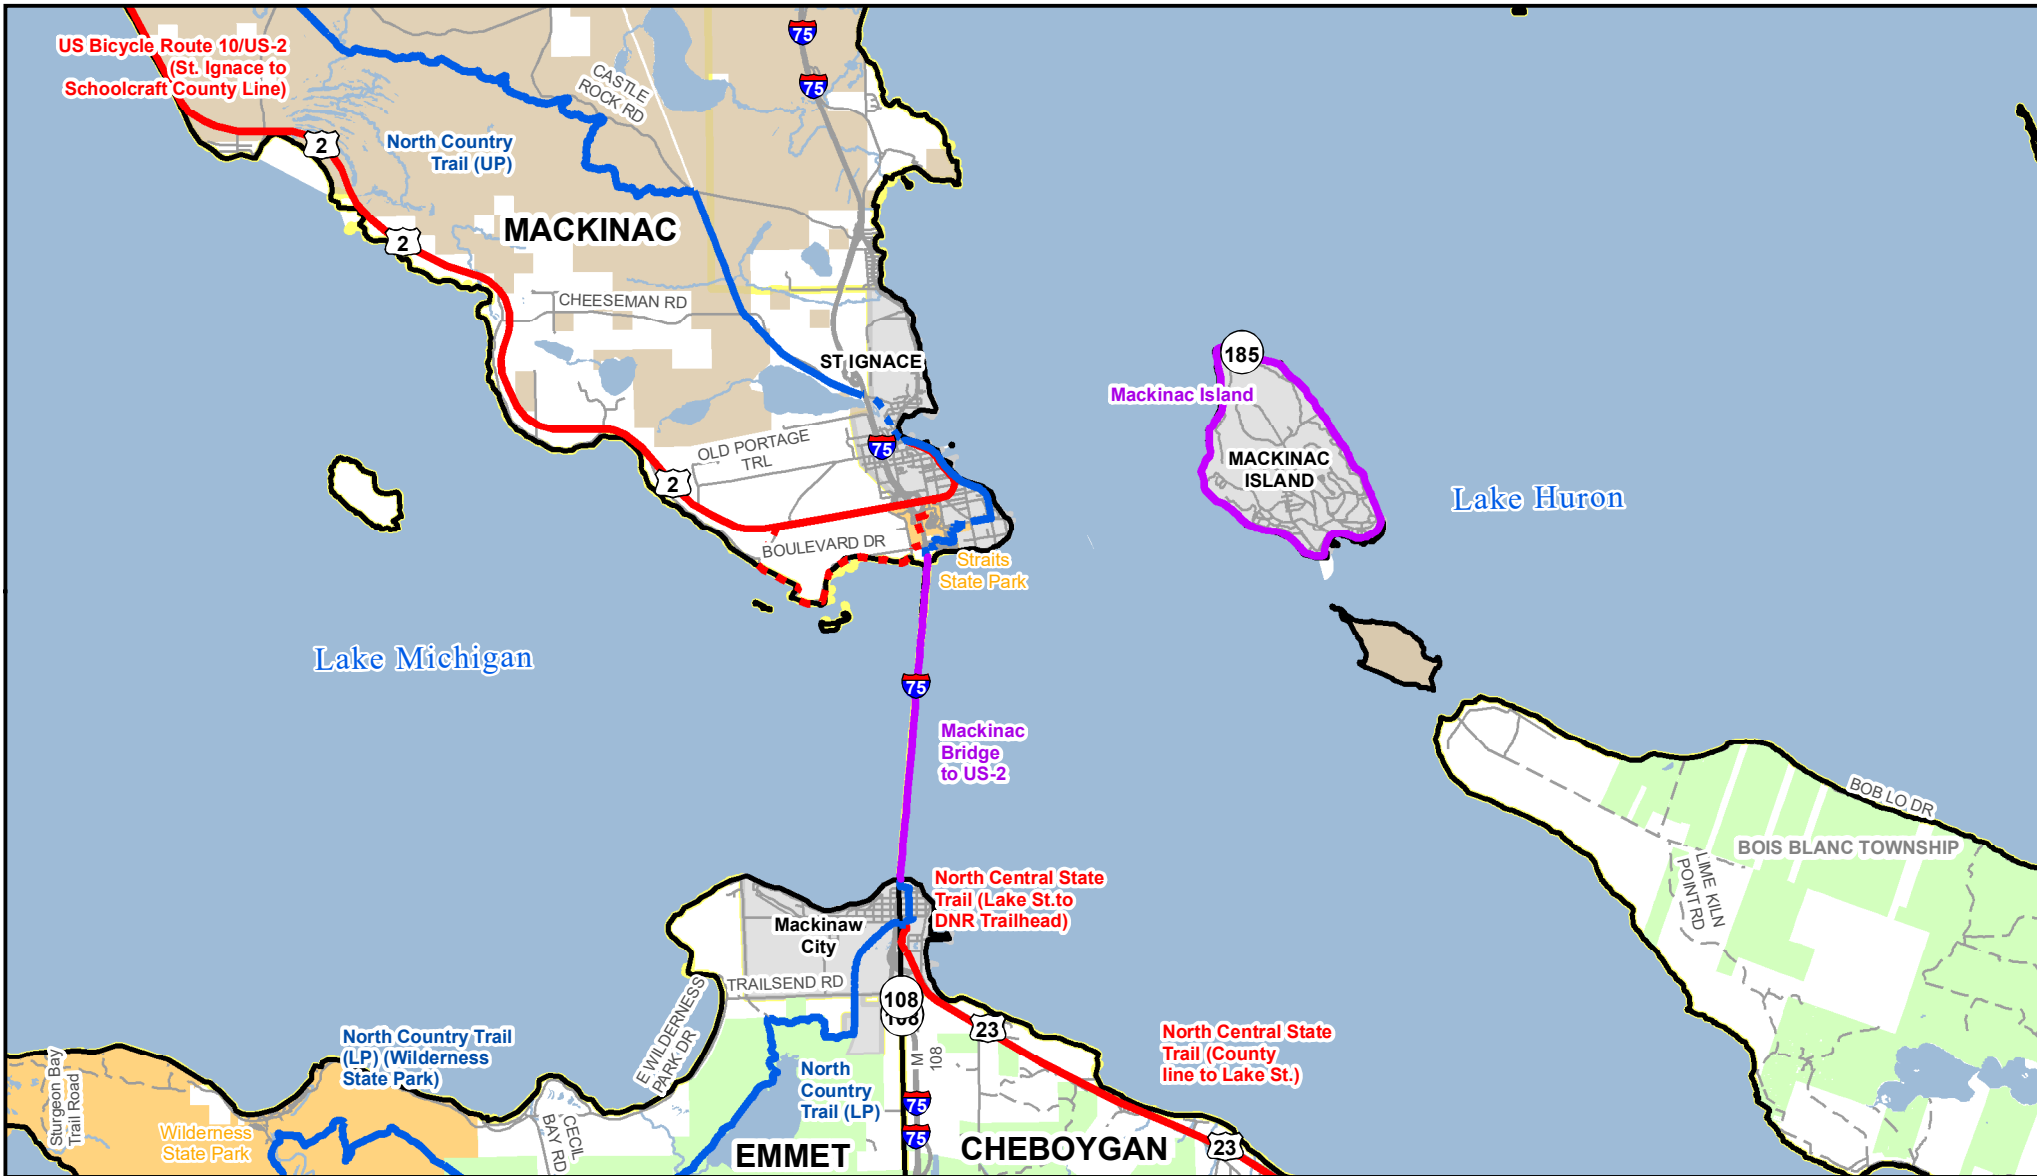 75
US Bicycle Route 10/US-2
(St. Ignace to
Schoolcraft County Line)
75
CASTLE
ROCK RD
2
North Country
Trail (UP)
MACKINAC
2
CHEESEMAN RD
ST IGNACE
185
Mackinac Island
OLD PORTAGE
TRL
75
MACKINAC
ISLAND
2
Lake Huron
BOULEVARD DR
Straits
State Park
Lake Michigan
75
Mackinac
Bridge
to US-2
BOB LO DR
BOIS BLANC TOWNSHIP
LIME KILN
POINT RD
North Central State
Trail (Lake St.to
DNR Trailhead)
Mackinaw
City
TRAILSEND RD
108
108
E WILDERNESS
PARK DR
23
North Country Trail
(LP) (Wilderness
State Park)
North Central State
Trail (County
line to Lake St.)
Sturgeon Bay
Trail Road
M
108
North
Country
Trail (LP)
75
Wilderness
State Park
CECIL
BAY RD
75
EMMET
CHEBOYGAN
23